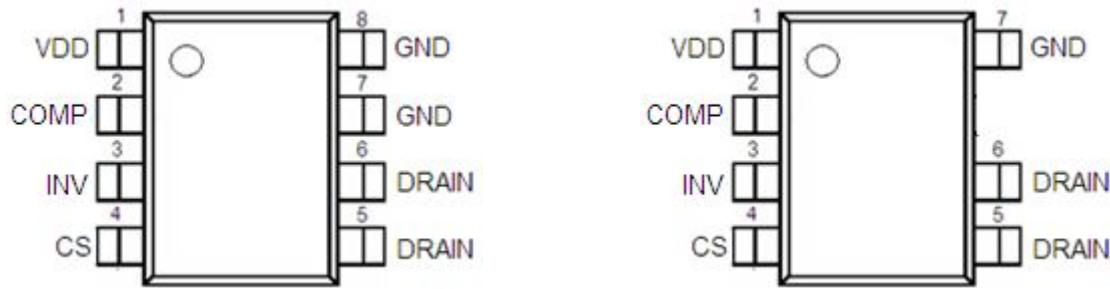 1 8 1 7
VDD GND VDD GND
2 7 2
COMP GND COMP
3 6 3 6
INV DRAIN INV DRAIN
4 5 4 5
CS DRAIN CS DRAIN